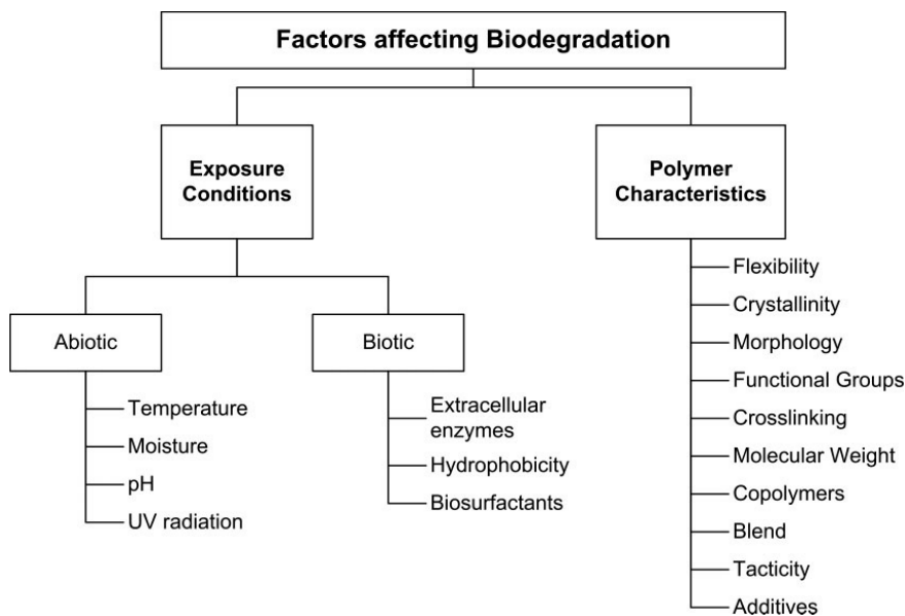 Factors affecting Biodegradation
Exposure
Conditions
Polymer
Characteristics
Abiotic
Biotic
Temperature
Moisture
pH
UV radiation
Extracellular
enzymes
Hydrophobicity
Biosurfactants
Flexibility
Crystallinity
Morphology
Functional Groups
Crosslinking
Molecular Weight
Copolymers
Blend
Tacticity
Additives